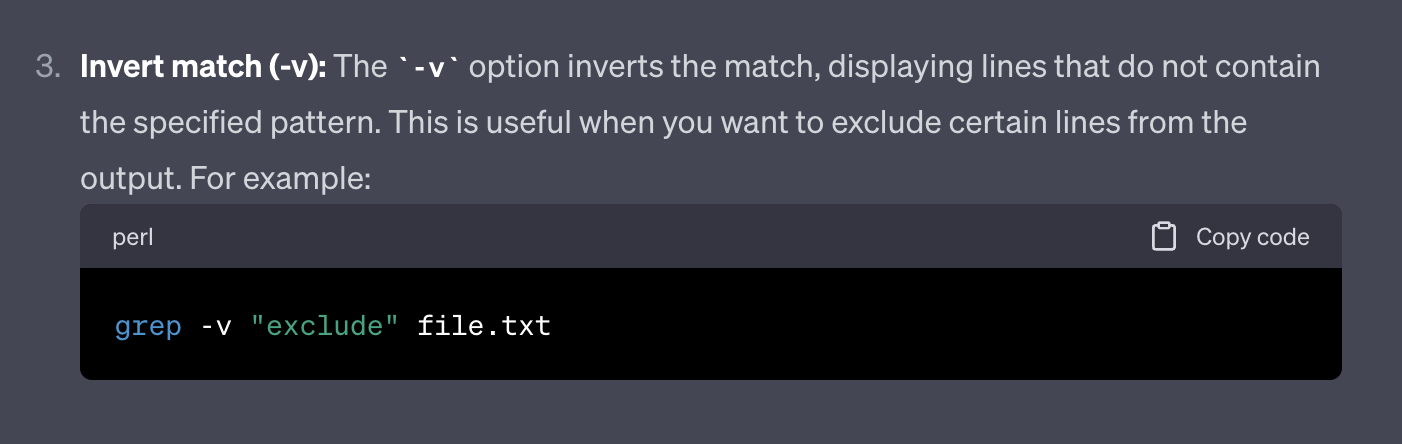 3. Invert match (-v): The `-v` option inverts the match, displaying lines that do not contain
the specified pattern. This is useful when you want to exclude certain lines from the
output. For example:
perl Copy code
grep -v "exclude" file.txt